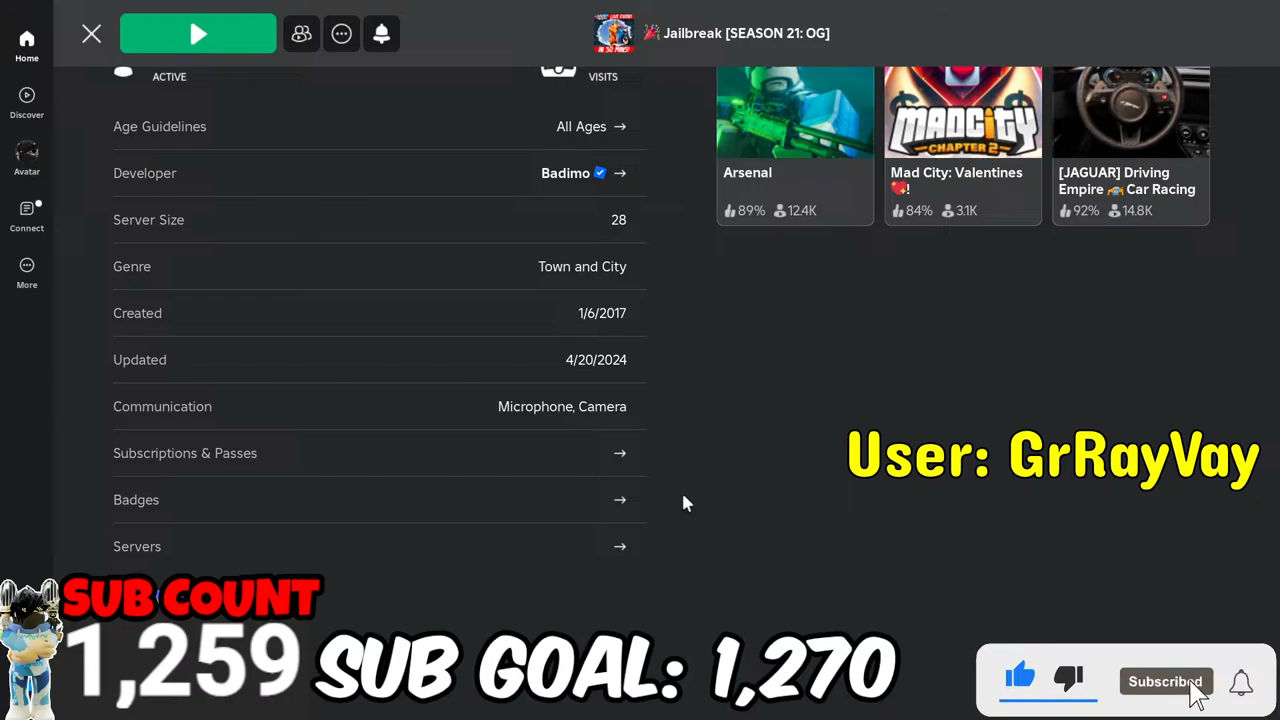 Jailbreak [SEASON 21: OG]
Home
Discover
Avatar
Connect
More
ACTIVE
VISITS
Age Guidelines
All Ages →
Developer
Badimo →
Server Size
28
Genre
Town and City
Created
1/6/2017
Updated
4/20/2024
Communication
Microphone, Camera
Subscriptions & Passes →
Badges →
Servers →
MADCITY
CHAPTER 2
Arsenal
89% 12.4K
Mad City: Valentines
!
84% 3.1K
[JAGUAR] Driving
Empire Car Racing
92% 14.8K
User: GrRayVay
SUB COUNT
1,259
SUB GOAL: 1,270
Subscribed